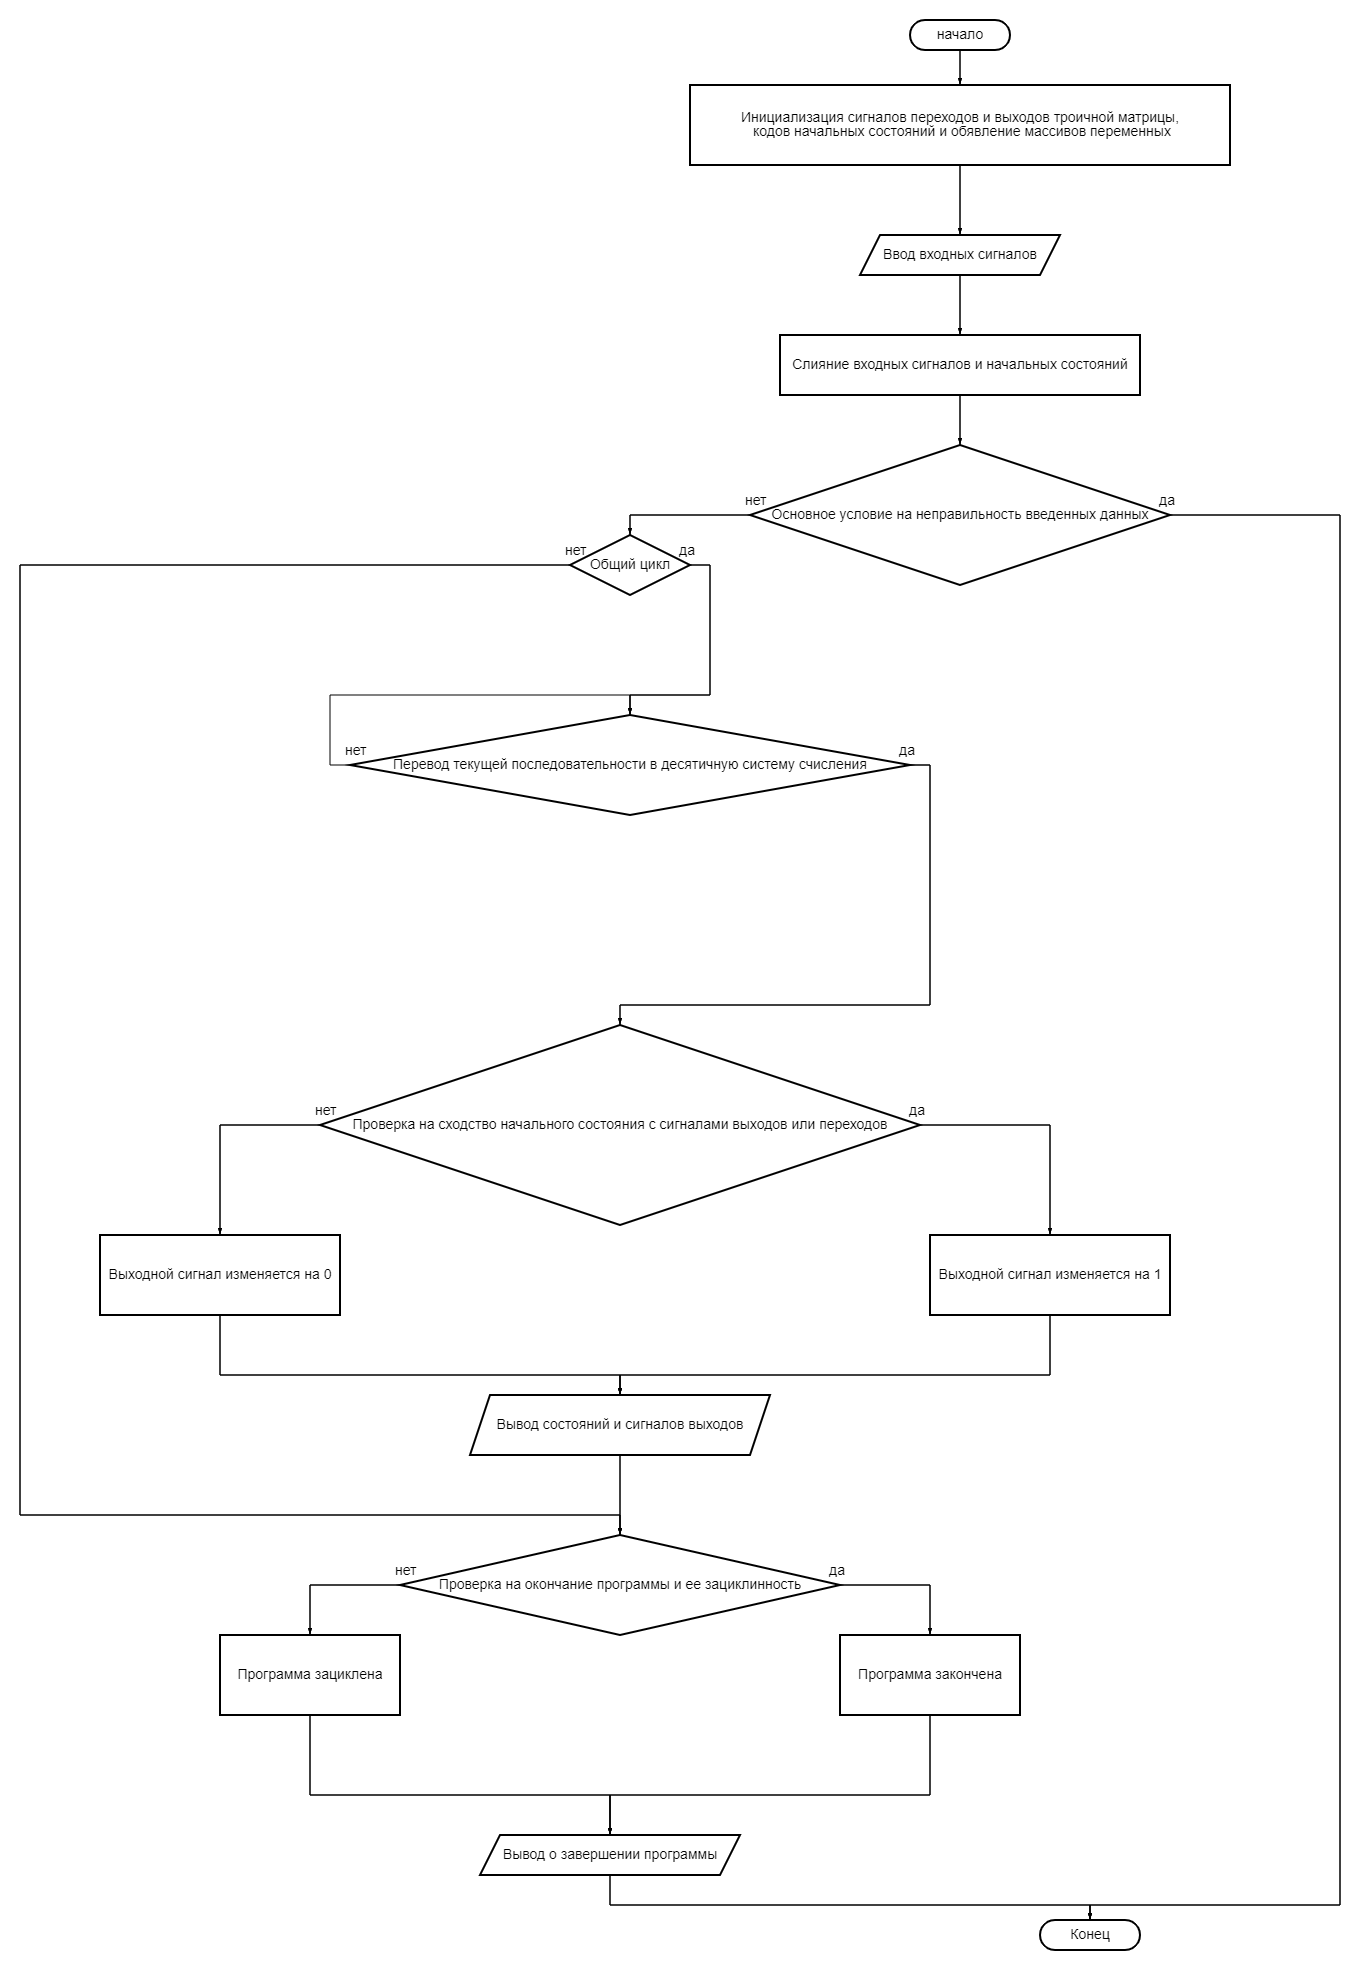 начало
Инициализация сигналов переходов и выходов троичной матрицы,
кодов начальных состояний и обявление массивов переменных
Ввод входных сигналов
Слияние входных сигналов и начальных состояний
нет
да
Основное условие на неправильность введенных данных
нет
да
Общий цикл
нет
да
Перевод текущей последовательности в десятичную систему счисления
нет
да
Проверка на сходство начального состояния с сигналами выходов или переходов
Выходной сигнал изменяется на 0
Выходной сигнал изменяется на 1
Вывод состояний и сигналов выходов
нет
да
Проверка на окончание программы и ее зациклинность
Программа зациклена
Программа закончена
Вывод о завершении программы
Конец